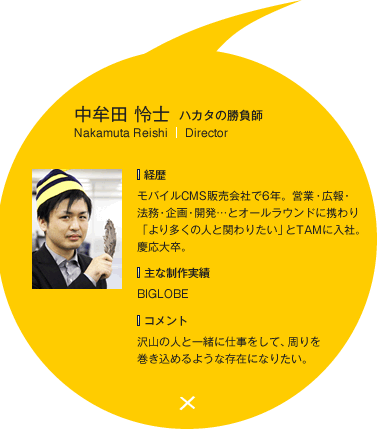 中牟田 怜士 ハカタの勝負師
Nakamuta Reishi | Director
経歴
モバイルCMS販売会社で6年。営業・広報・
法務・企画・開発…とオールラウンドに携わり
「より多くの人と関わりたい」とTAMに入社。
慶応大卒。
主な制作実績
BIGLOBE
コメント
沢山の人と一緒に仕事をして、周りを
巻き込めるような存在になりたい。